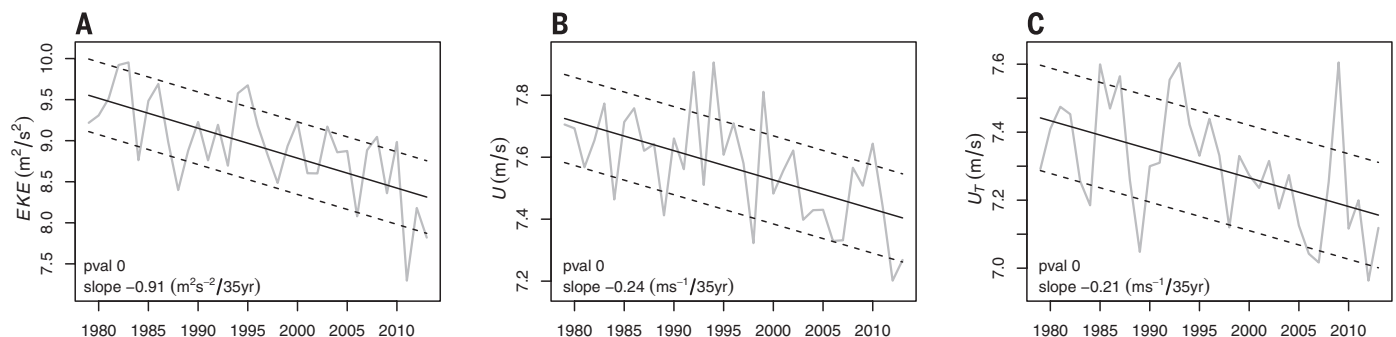 A
EKE (m²/s²)
10.0
9.5
9.0
8.5
8.0
7.5
pval 0
slope −0.91 (m²s⁻²/35yr)
1980 1985 1990 1995 2000 2005 2010
B
U (m/s)
7.8
7.6
7.4
7.2
pval 0
slope −0.24 (ms⁻¹/35yr)
1980 1985 1990 1995 2000 2005 2010
C
U_T (m/s)
7.6
7.4
7.2
7.0
pval 0
slope −0.21 (ms⁻¹/35yr)
1980 1985 1990 1995 2000 2005 2010